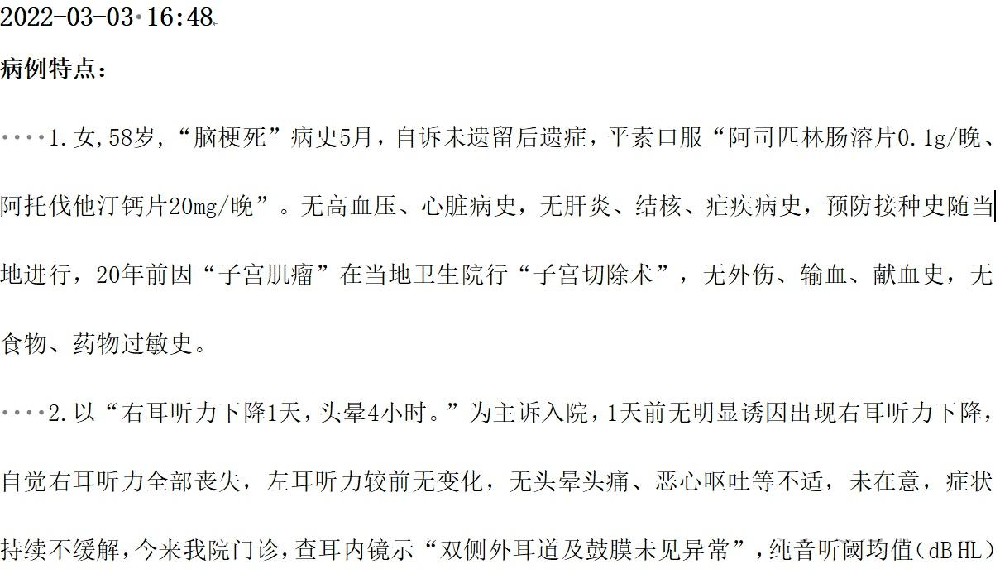 2022-03-03 16:48
病例特点：
1.女,58岁,“脑梗死”病史5月,自诉未遗留后遗症,平素口服“阿司匹林肠溶片0.1g/晚、
阿托伐他汀钙片20mg/晚”。无高血压、心脏病史,无肝炎、结核、疟疾病史,预防接种史随当
地进行,20年前因“子宫肌瘤”在当地卫生院行“子宫切除术”,无外伤、输血、献血史,无
食物、药物过敏史。
2.以“右耳听力下降1天,头晕4小时。”为主诉入院,1天前无明显诱因出现右耳听力下降,
自觉右耳听力全部丧失,左耳听力较前无变化,无头晕头痛、恶心呕吐等不适,未在意,症状
持续不缓解,今来我院门诊,查耳内镜示“双侧外耳道及鼓膜未见异常”,纯音听阈均值(dB HL)